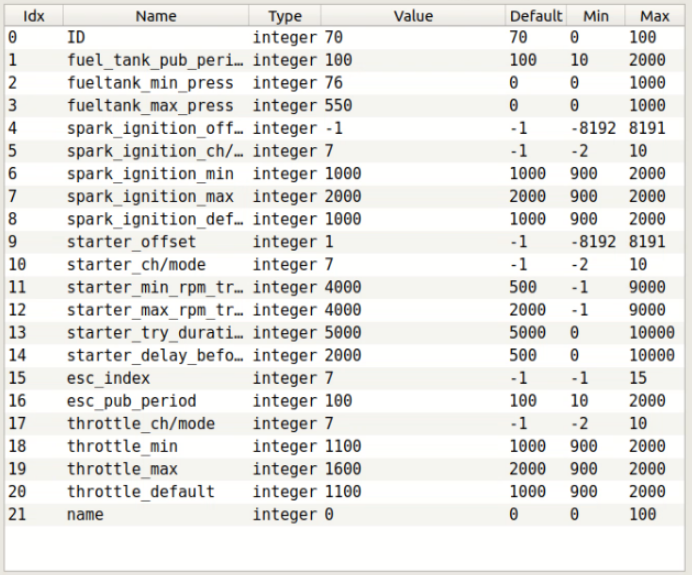 Idx Name Type Value Default Min Max
0 ID integer 70 70 0 100
1 fuel_tank_pub_peri… integer 100 100 10 2000
2 fueltank_min_press integer 76 0 0 1000
3 fueltank_max_press integer 550 0 0 1000
4 spark_ignition_off… integer -1 -1 -8192 8191
5 spark_ignition_ch/… integer 7 -1 -2 10
6 spark_ignition_min integer 1000 1000 900 2000
7 spark_ignition_max integer 2000 2000 900 2000
8 spark_ignition_def… integer 1000 1000 900 2000
9 starter_offset integer 1 -1 -8192 8191
10 starter_ch/mode integer 7 -1 -2 10
11 starter_min_rpm_tr… integer 4000 500 -1 9000
12 starter_max_rpm_tr… integer 4000 2000 -1 9000
13 starter_try_durati… integer 5000 5000 0 10000
14 starter_delay_befo… integer 2000 500 0 10000
15 esc_index integer 7 -1 -1 15
16 esc_pub_period integer 100 100 10 2000
17 throttle_ch/mode integer 7 -1 -2 10
18 throttle_min integer 1100 1000 900 2000
19 throttle_max integer 1600 2000 900 2000
20 throttle_default integer 1100 1000 900 2000
21 name integer 0 0 0 100